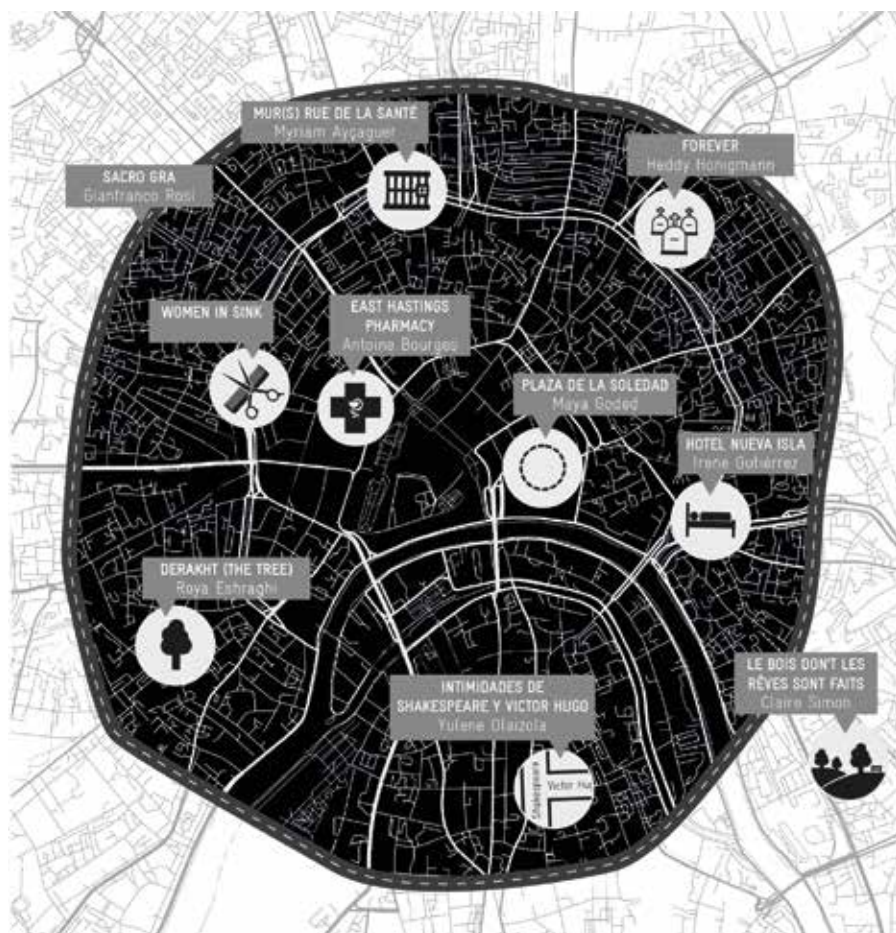 MUR(S) RUE DE LA SANTÉ
Myriam Ayçaguer
FOREVER
Heddy Honigmann
SACRO GRA
Gianfranco Rosi
WOMEN IN SINK
EAST HASTINGS
PHARMACY
Antoine Bourges
PLAZA DE LA SOLEDAD
Maya Goded
HOTEL NUEVA ISLA
Irene Gutiérrez
DERAKHT (THE TREE)
Roya Eshraghi
LE BOIS DON'T LES
RÊVES SONT FAITS
Claire Simon
INTIMIDADES DE
SHAKESPEARE Y VICTOR HUGO
Yulene Olaizola
Shakespeare
Victor Hu